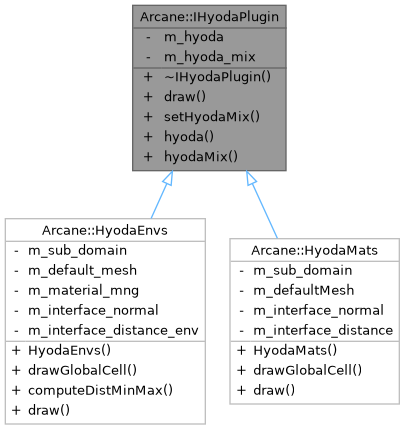 Arcane::IHyodaPlugin
- m_hyoda
- m_hyoda_mix
+ ~IHyodaPlugin()
+ draw()
+ setHyodaMix()
+ hyoda()
+ hyodaMix()
Arcane::HyodaEnvs
- m_sub_domain
- m_default_mesh
- m_material_mng
- m_interface_normal
- m_interface_distance_env
+ HyodaEnvs()
+ drawGlobalCell()
+ computeDistMinMax()
+ draw()
Arcane::HyodaMats
- m_sub_domain
- m_defaultMesh
- m_interface_normal
- m_interface_distance
+ HyodaMats()
+ drawGlobalCell()
+ draw()